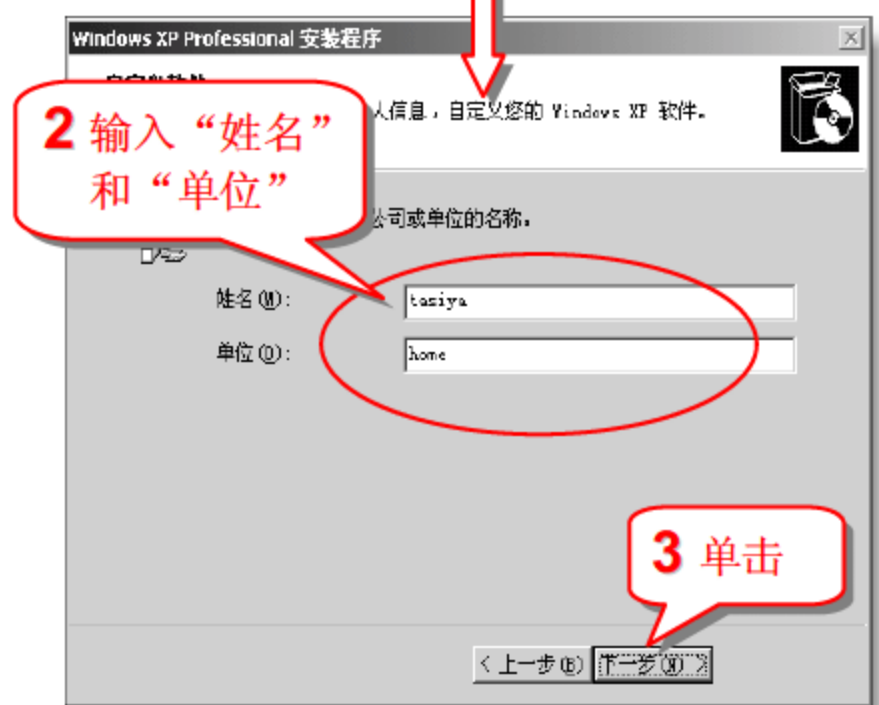 Windows XP Professional 安装程序
人信息，自定义您的 Windows XP 软件。
2 输入“姓名”
和“单位”
公司或单位的名称。
姓名(M)：
tasiya
单位(O)：
home
3 单击
< 上一步(B)
下一步(N) >